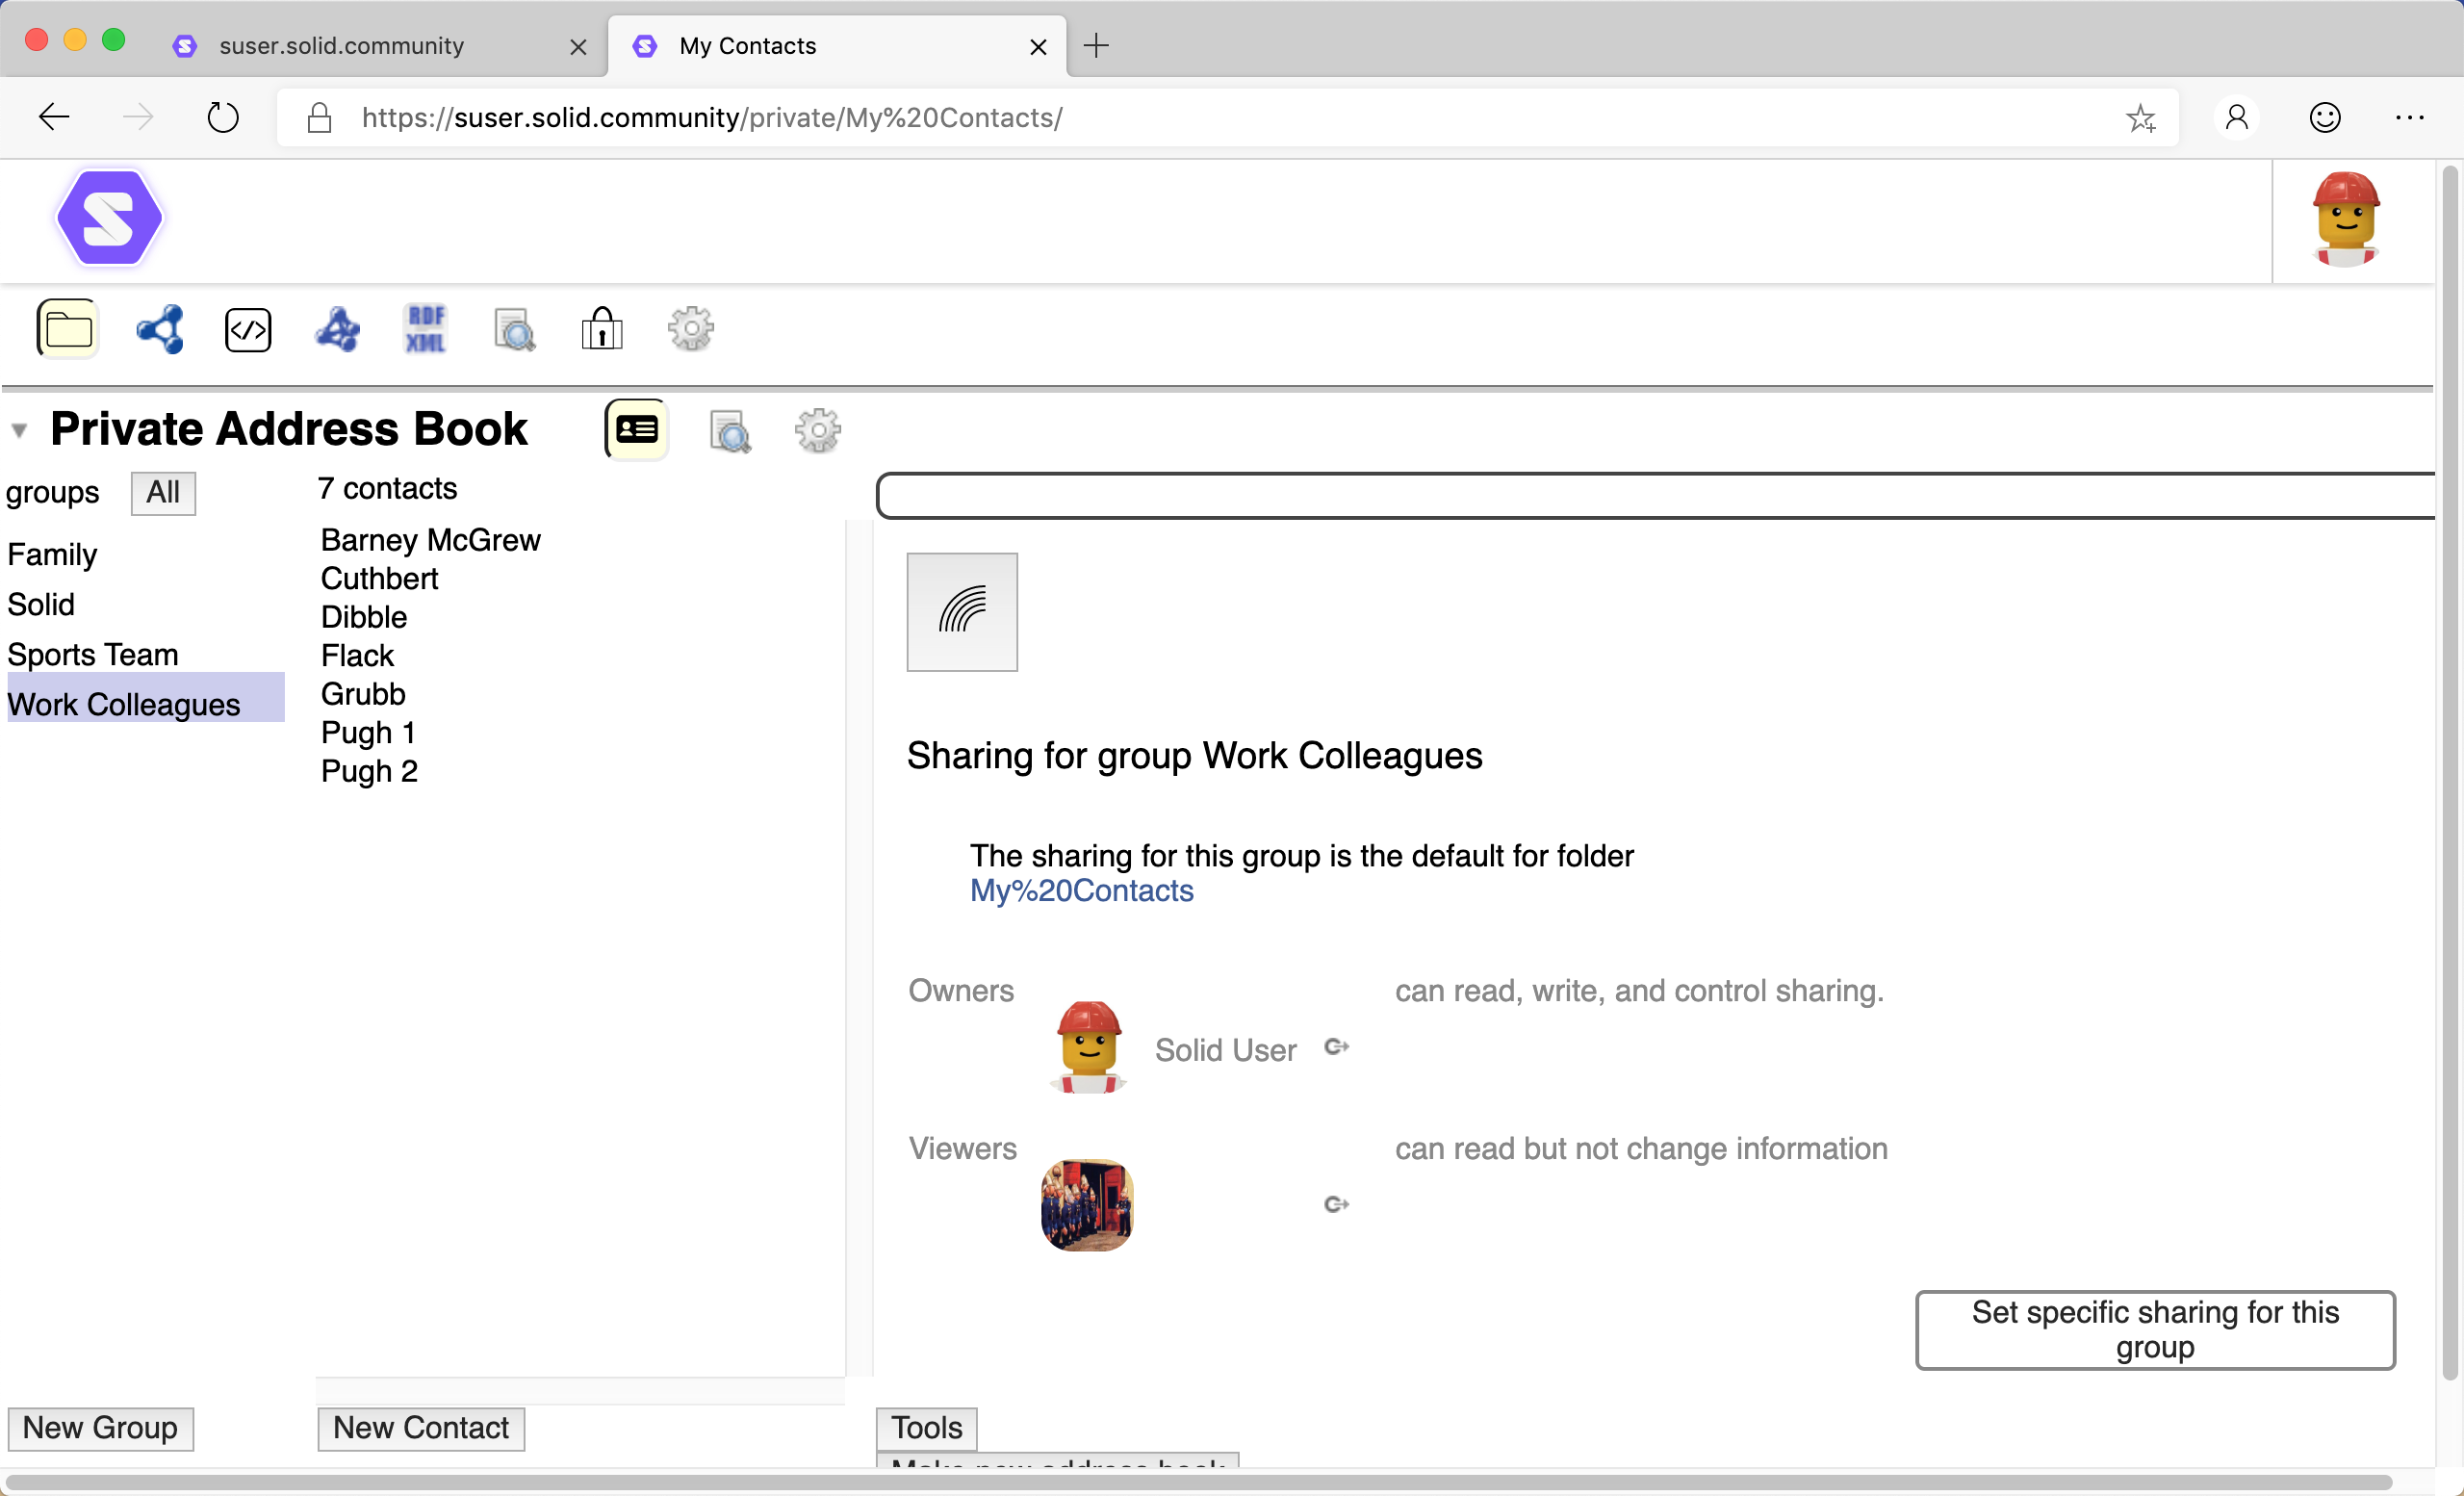 suser.solid.community
My Contacts
https://suser.solid.community/private/My%20Contacts/
RDF
XML
Private Address Book
groups
All
7 contacts
Family
Solid
Sports Team
Work Colleagues
Barney McGrew
Cuthbert
Dibble
Flack
Grubb
Pugh 1
Pugh 2
Sharing for group Work Colleagues
The sharing for this group is the default for folder
My%20Contacts
Owners
Solid User
can read, write, and control sharing.
Viewers
can read but not change information
Set specific sharing for this
group
New Group
New Contact
Tools
Make new address book